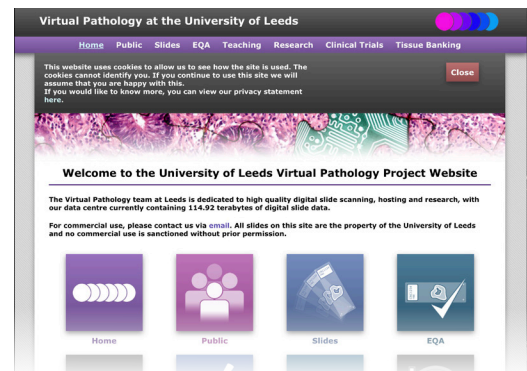 Virtual Pathology at the University of Leeds
Home Public Slides EQA Teaching Research Clinical Trials Tissue Banking
This website uses cookies to allow us to see how the site is used. The
cookies cannot identify you. If you continue to use this site we will
assume that you are happy with this.
If you would like to know more, you can view our privacy statement
here.
Close
Welcome to the University of Leeds Virtual Pathology Project Website
The Virtual Pathology team at Leeds is dedicated to high quality digital slide scanning, hosting and research, with
our data centre currently containing 114.92 terabytes of digital slide data.
For commercial use, please contact us via email. All slides on this site are the property of the University of Leeds
and no commercial use is sanctioned without prior permission.
Home Public Slides EQA